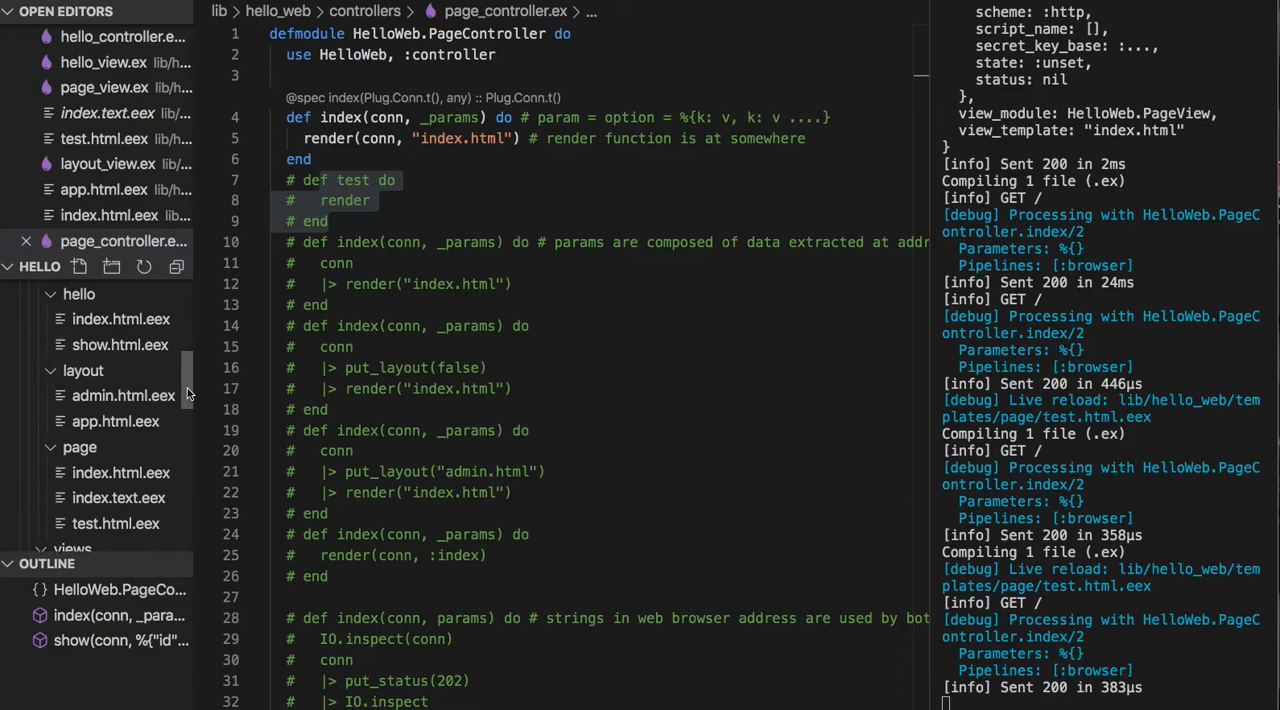 OPEN EDITORS
hello_controller.e...
hello_view.ex lib/h...
page_view.ex lib/h...
index.text.eex lib/...
test.html.eex lib/...
layout_view.ex lib/...
app.html.eex lib/h...
index.html.eex lib...
page_controller.e...
HELLO
hello
index.html.eex
show.html.eex
layout
admin.html.eex
app.html.eex
page
index.html.eex
index.text.eex
test.html.eex
views
OUTLINE
{} HelloWeb.PageCo...
index(conn, _para...
show(conn, %{"id"...
lib > hello_web > controllers > page_controller.ex > ...
1 defmodule HelloWeb.PageController do
2 use HelloWeb, :controller
3
@spec index(Plug.Conn.t(), any) :: Plug.Conn.t()
4 def index(conn, _params) do # param = option = %{k: v, k: v ....}
5 render(conn, "index.html") # render function is at somewhere
6 end
7 # def test do
8 # render
9 # end
10 # def index(conn, _params) do # params are composed of data extracted at addr
11 # conn
12 # |> render("index.html")
13 # end
14 # def index(conn, _params) do
15 # conn
16 # |> put_layout(false)
17 # |> render("index.html")
18 # end
19 # def index(conn, _params) do
20 # conn
21 # |> put_layout("admin.html")
22 # |> render("index.html")
23 # end
24 # def index(conn, _params) do
25 # render(conn, :index)
26 # end
27
28 # def index(conn, params) do # strings in web browser address are used by bot
29 # IO.inspect(conn)
30 # conn
31 # |> put_status(202)
32 # |> IO.inspect
scheme: :http,
script_name: [],
secret_key_base: :...,
state: :unset,
status: nil
},
view_module: HelloWeb.PageView,
view_template: "index.html"
}
[info] Sent 200 in 2ms
Compiling 1 file (.ex)
[info] GET /
[debug] Processing with HelloWeb.PageC
ontroller.index/2
Parameters: %{}
Pipelines: [:browser]
[info] Sent 200 in 24ms
[info] GET /
[debug] Processing with HelloWeb.PageC
ontroller.index/2
Parameters: %{}
Pipelines: [:browser]
[info] Sent 200 in 446µs
[debug] Live reload: lib/hello_web/tem
plates/page/test.html.eex
Compiling 1 file (.ex)
[info] GET /
[debug] Processing with HelloWeb.PageC
ontroller.index/2
Parameters: %{}
Pipelines: [:browser]
[info] Sent 200 in 358µs
Compiling 1 file (.ex)
[debug] Live reload: lib/hello_web/tem
plates/page/test.html.eex
[info] GET /
[debug] Processing with HelloWeb.PageC
ontroller.index/2
Parameters: %{}
Pipelines: [:browser]
[info] Sent 200 in 383µs